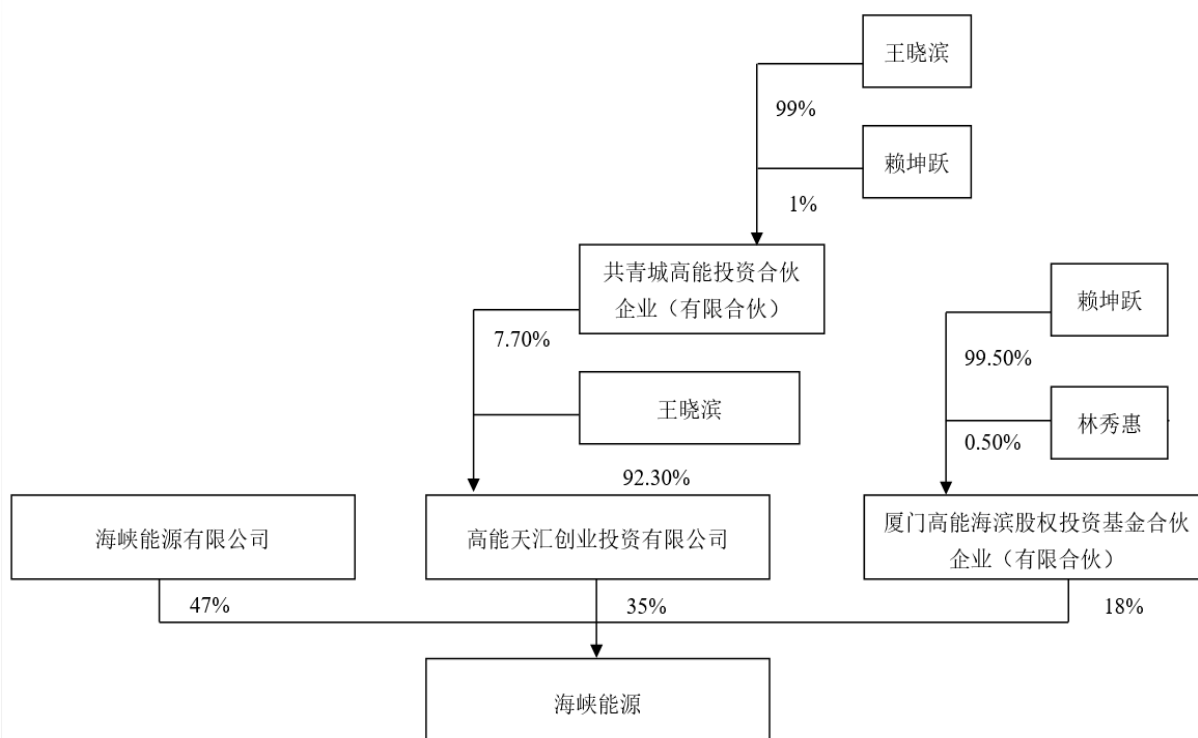 王晓滨
99%
赖坤跃
1%
共青城高能投资合伙
企业（有限合伙）
赖坤跃
7.70%
99.50%
王晓滨
林秀惠
0.50%
92.30%
海峡能源有限公司
高能天汇创业投资有限公司
厦门高能海滨股权投资基金合伙
企业（有限合伙）
47%
35%
18%
海峡能源